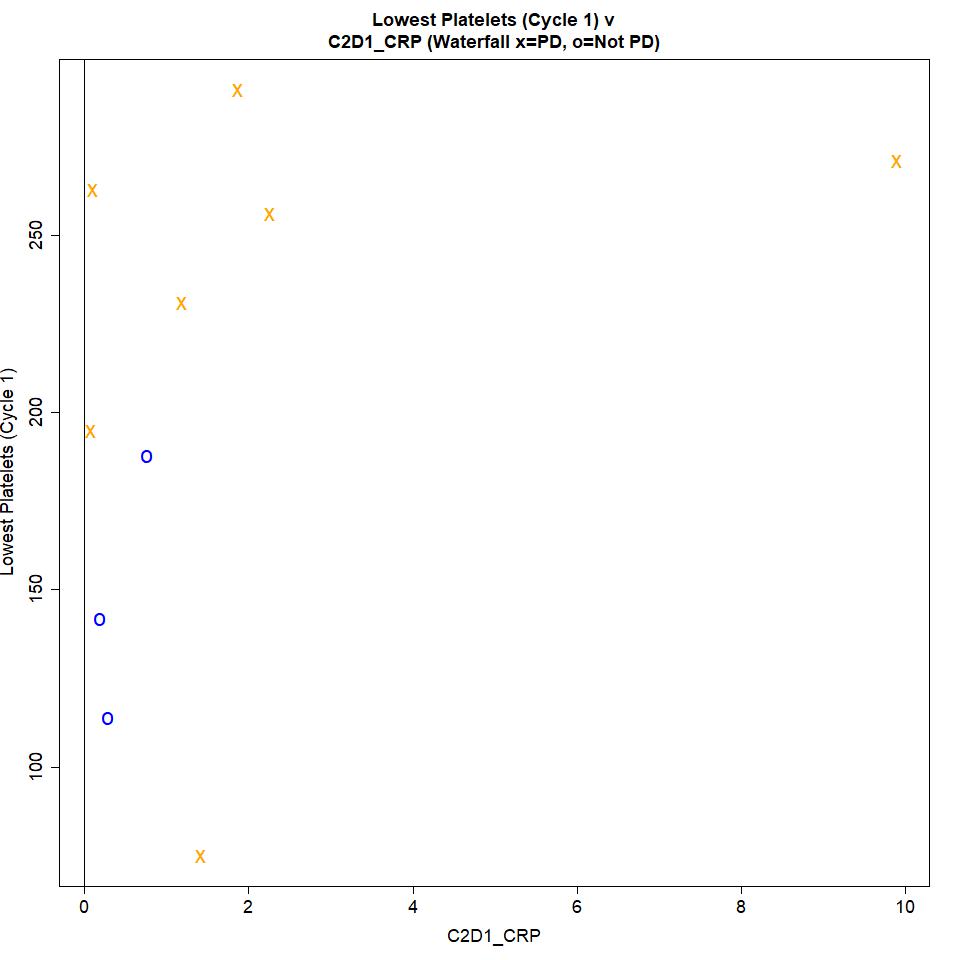 Lowest Platelets (Cycle 1) v
C2D1_CRP (Waterfall x=PD, o=Not PD)
Lowest Platelets (Cycle 1)
250
200
150
100
X
X
X
X
X
X
O
O
O
X
0 2 4 6 8 10
C2D1_CRP